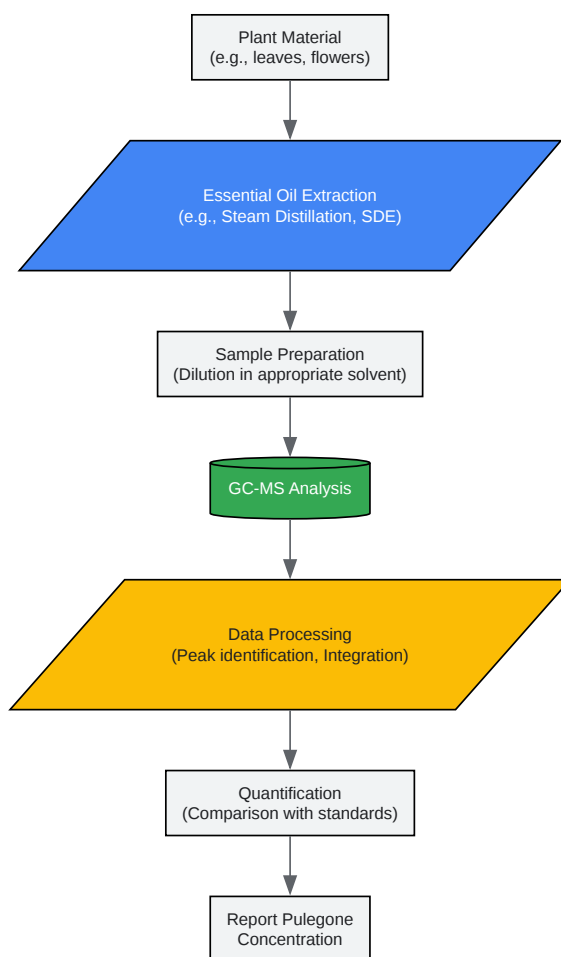 Plant Material
(e.g., leaves, flowers)
Essential Oil Extraction
(e.g., Steam Distillation, SDE)
Sample Preparation
(Dilution in appropriate solvent)
GC-MS Analysis
Data Processing
(Peak identification, Integration)
Quantification
(Comparison with standards)
Report Pulegone
Concentration